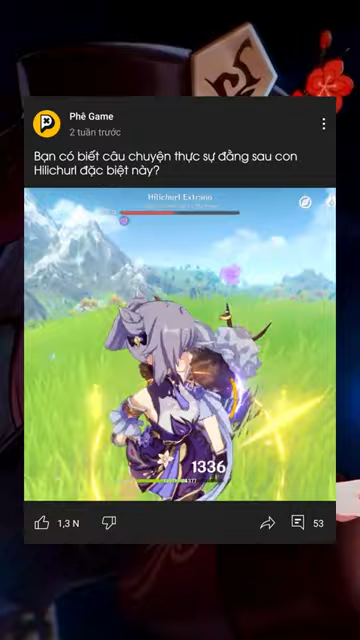 Phê Game
2 tuần trước
Bạn có biết câu chuyện thực sự đằng sau con
Hilichurl đặc biệt này?
Hilichurl Extrano
1336
1,3 N
53